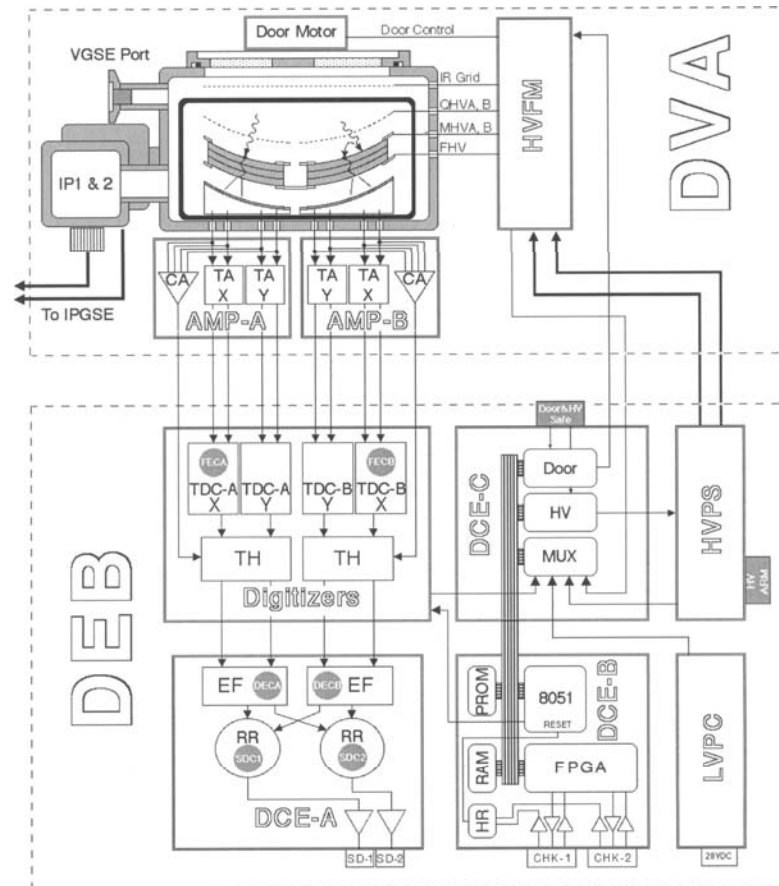 Door Motor
Door Control
VGSE Port
IR Grid
QHVA, B
MHVA, B
FHV
HVFM
DVA
IP1 & 2
To IPGSE
CA
TA X
TA Y
TA Y
TA X
CA
AMP-A
AMP-B
DEB
FECA
TDC-A X
TDC-A Y
TDC-B Y
FECB
TDC-B X
TH
TH
Digitizers
Door&HV Safe
DCE-C
Door
HV
MUX
HVPS
HV ARM
EF
DECA
DECB
EF
RR
SDC1
RR
SDC2
DCE-A
SD-1
SD-2
PROM
8051
RESET
DCE-B
RAM
FPGA
HR
CHK-1
CHK-2
LVPC
28VDC